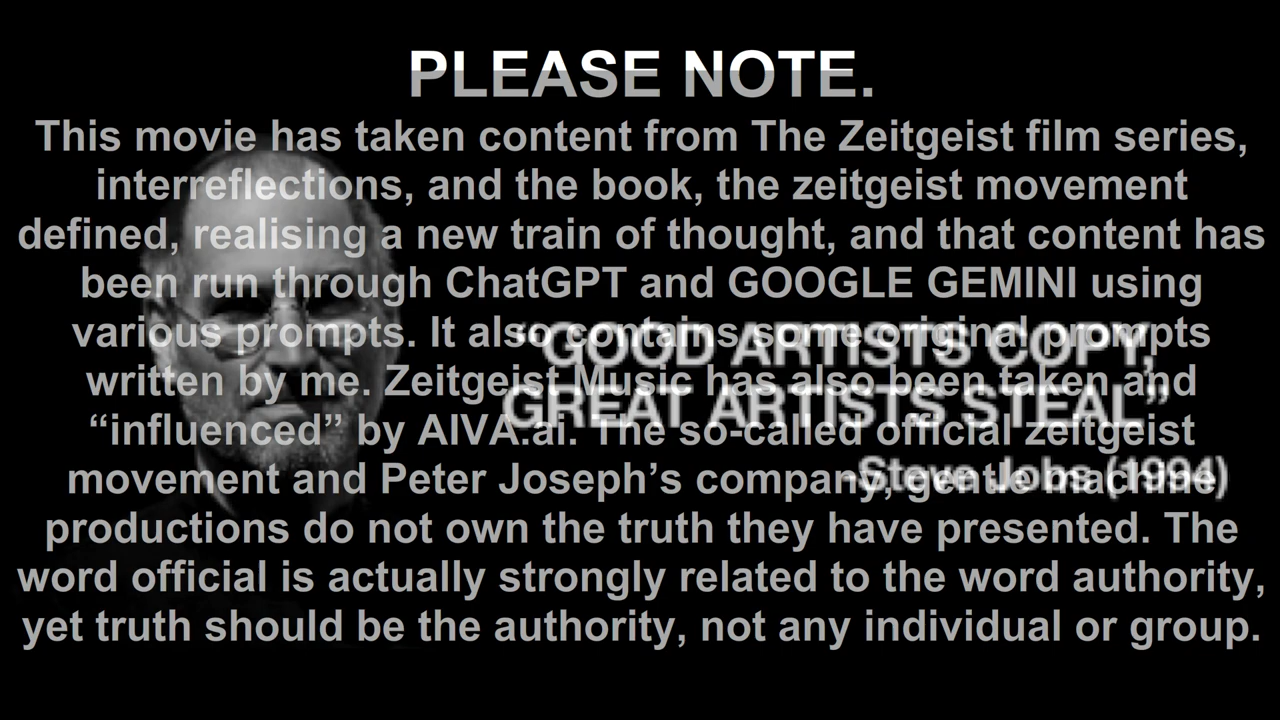 PLEASE NOTE.
This movie has taken content from The Zeitgeist film series,
interreflections, and the book, the zeitgeist movement
defined, realising a new train of thought, and that content has
been run through ChatGPT and GOOGLE GEMINI using
various prompts. It also contains some original prompts
written by me. Zeitgeist Music has also been taken and
“influenced” by AIVA.ai. The so-called official zeitgeist
movement and Peter Joseph’s company, gentle machine
productions do not own the truth they have presented. The
word official is actually strongly related to the word authority,
yet truth should be the authority, not any individual or group.
“GOOD ARTISTS COPY,
GREAT ARTISTS STEAL”
-Steve Jobs (1994)